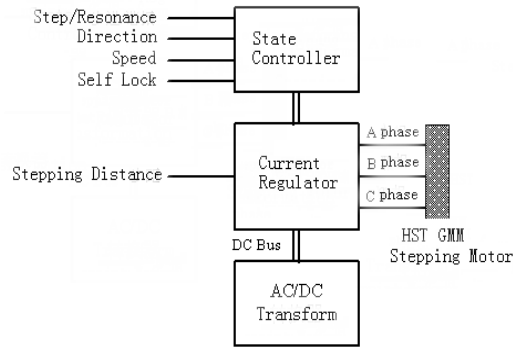 Step/Resonance
Direction
Speed
Self Lock
State
Controller
A phase
B phase
C phase
Current
Regulator
Stepping Distance
HST GMM
Stepping Motor
DC Bus
AC/DC
Transform